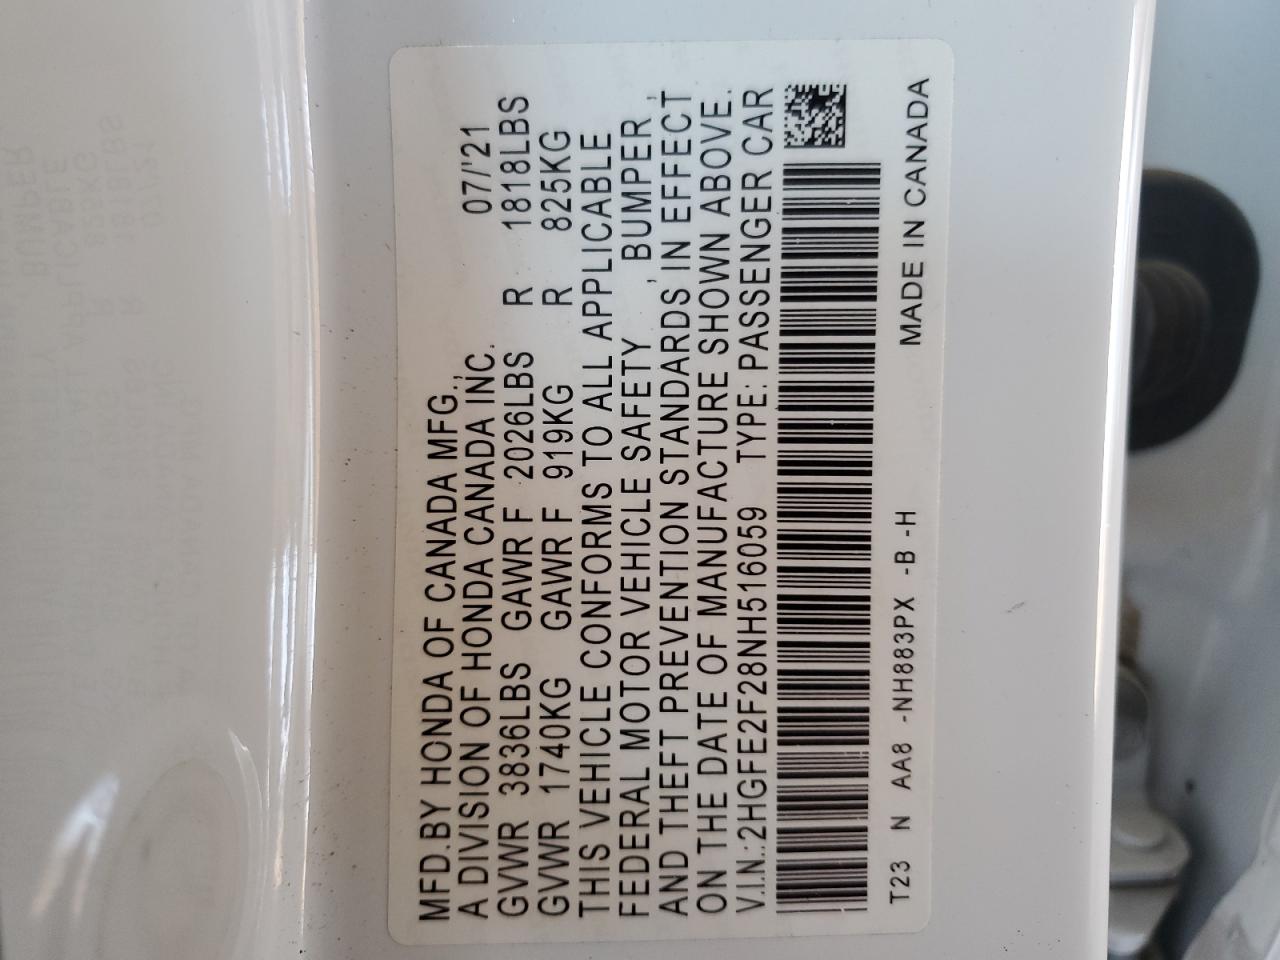 MFD.BY HONDA OF CANADA MFG., 07/'21
A DIVISION OF HONDA CANADA INC.
GVWR 3836LBS GAWR F 2026LBS R 1818LBS
GVWR 1740KG GAWR F 919KG R 825KG
THIS VEHICLE CONFORMS TO ALL APPLICABLE
FEDERAL MOTOR VEHICLE SAFETY , BUMPER ,
AND THEFT PREVENTION STANDARDS IN EFFECT
ON THE DATE OF MANUFACTURE SHOWN ABOVE.
V.I.N.:2HGFE2F28NH516059 TYPE: PASSENGER CAR
T23 N AA8 -NH883PX -B -H MADE IN CANADA